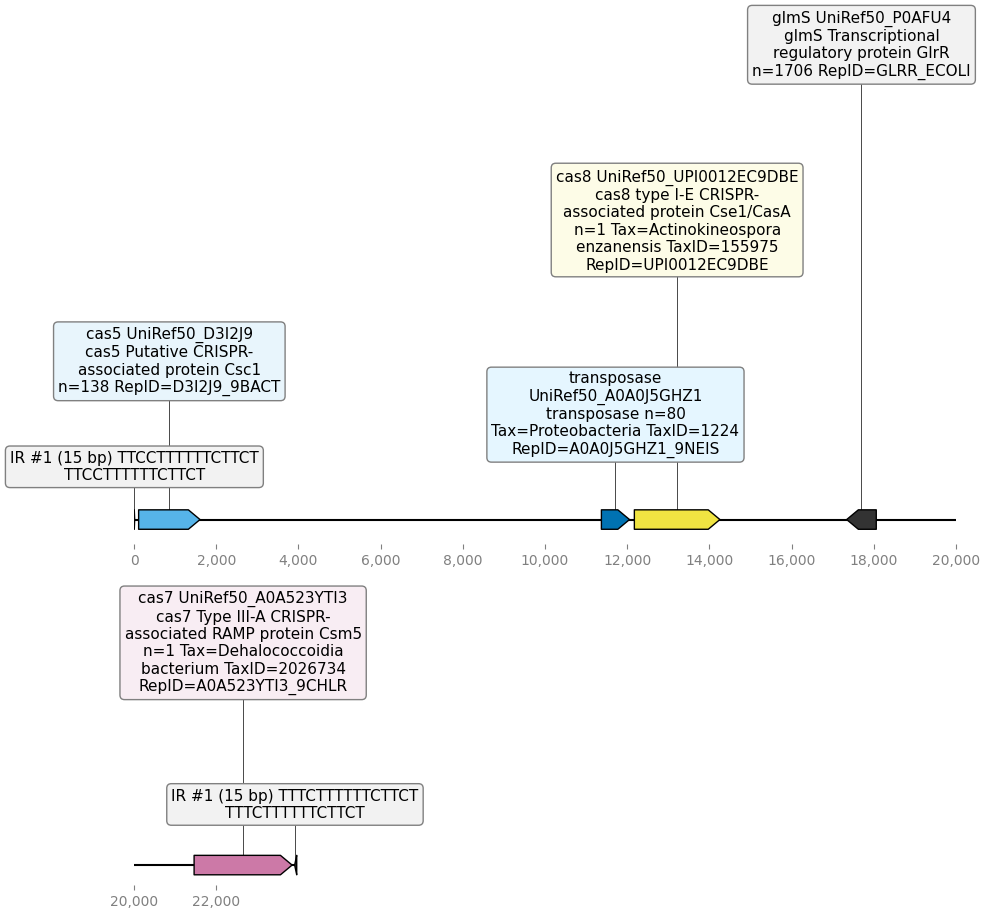 glmS UniRef50_P0AFU4
glmS Transcriptional
regulatory protein GlrR
n=1706 RepID=GLRR_ECOLI
cas8 UniRef50_UPI0012EC9DBE
cas8 type I-E CRISPR-
associated protein Cse1/CasA
n=1 Tax=Actinokineospora
enzanensis TaxID=155975
RepID=UPI0012EC9DBE
cas5 UniRef50_D3I2J9
cas5 Putative CRISPR-
associated protein Csc1
n=138 RepID=D3I2J9_9BACT
transposase
UniRef50_A0A0J5GHZ1
transposase n=80
Tax=Proteobacteria TaxID=1224
RepID=A0A0J5GHZ1_9NEIS
IR #1 (15 bp) TTCCTTTTTTCTTCT
TTCCTTTTTTCTTCT
0
2,000
4,000
6,000
8,000
10,000
12,000
14,000
16,000
18,000
20,000
cas7 UniRef50_A0A523YTI3
cas7 Type III-A CRISPR-
associated RAMP protein Csm5
n=1 Tax=Dehalococcoidia
bacterium TaxID=2026734
RepID=A0A523YTI3_9CHLR
IR #1 (15 bp) TTTCTTTTTTCTTCT
TTTCTTTTTTCTTCT
20,000
22,000